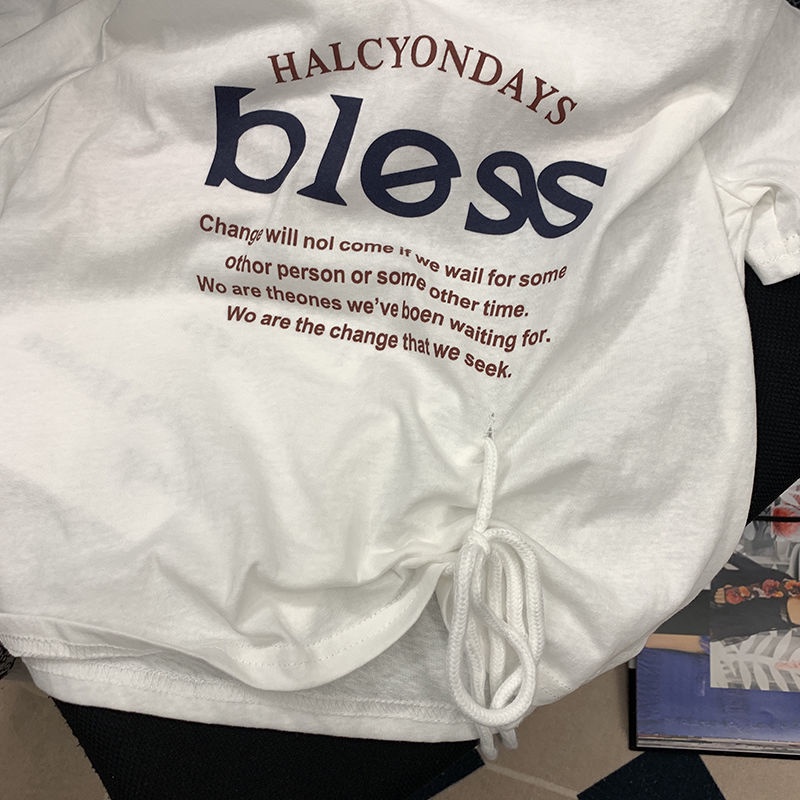 HALCYONDAYS
bless
Change will nol come if we wail for some
othor person or some other time.
Wo are theones we've boen waiting for.
Wo are the change that we seek.